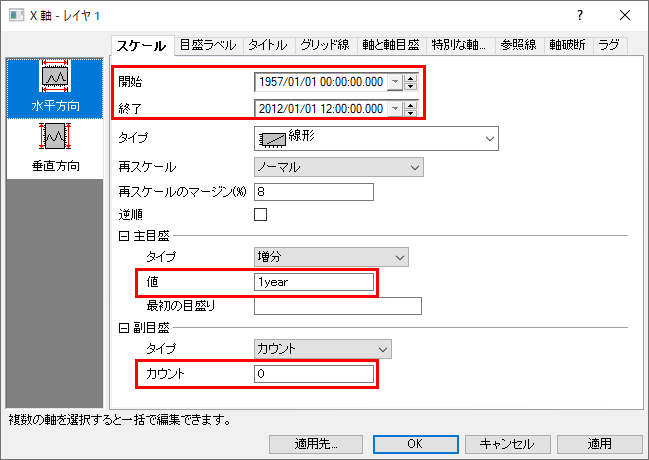 X 軸 - レイヤ 1
スケール 目盛ラベル タイトル グリッド線 軸と軸目盛 特別な軸... 参照線 軸破断 ラグ
水平方向
垂直方向
開始 1957/01/01 00:00:00.000
終了 2012/01/01 12:00:00.000
タイプ 線形
再スケール ノーマル
再スケールのマージン(%) 8
逆順
主目盛
タイプ 増分
値 1year
最初の目盛り
副目盛
タイプ カウント
カウント 0
複数の軸を選択すると一括で編集できます。
適用先... OK キャンセル 適用